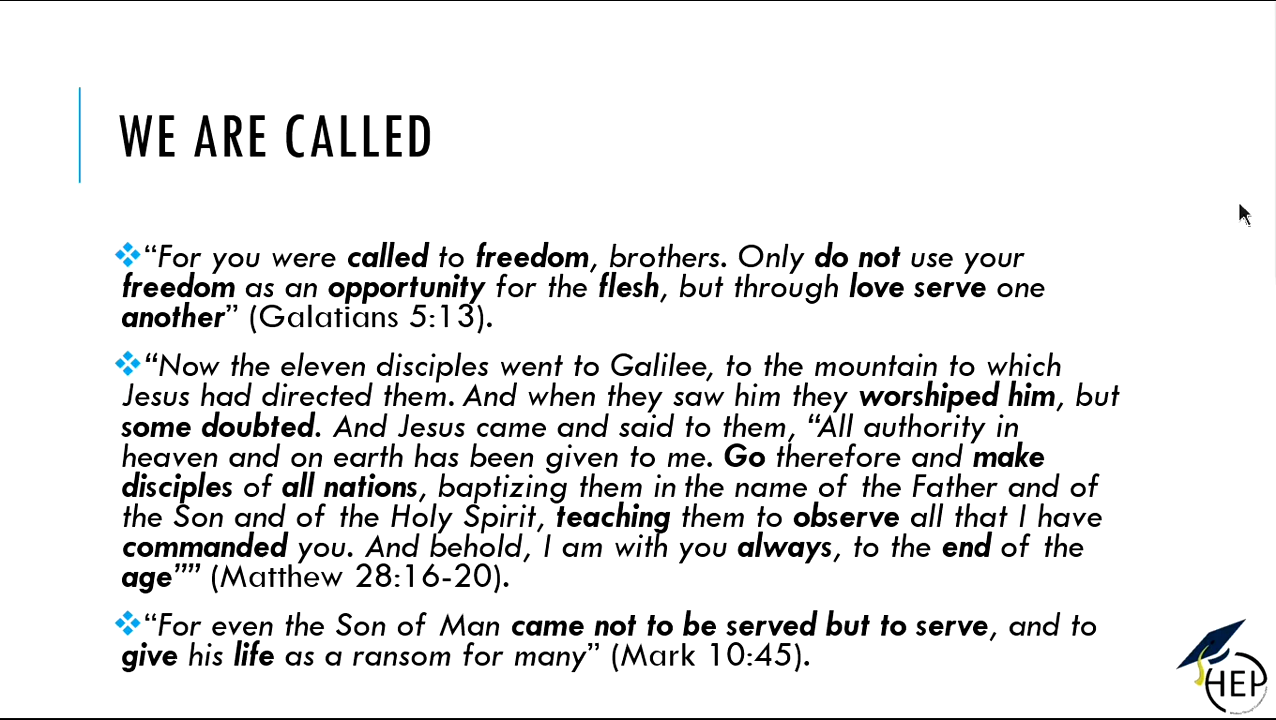 WE ARE CALLED
“For you were called to freedom, brothers. Only do not use your
freedom as an opportunity for the flesh, but through love serve one
another” (Galatians 5:13).
“Now the eleven disciples went to Galilee, to the mountain to which
Jesus had directed them. And when they saw him they worshiped him, but
some doubted. And Jesus came and said to them, “All authority in
heaven and on earth has been given to me. Go therefore and make
disciples of all nations, baptizing them in the name of the Father and of
the Son and of the Holy Spirit, teaching them to observe all that I have
commanded you. And behold, I am with you always, to the end of the
age”” (Matthew 28:16-20).
“For even the Son of Man came not to be served but to serve, and to
give his life as a ransom for many” (Mark 10:45).
HEP